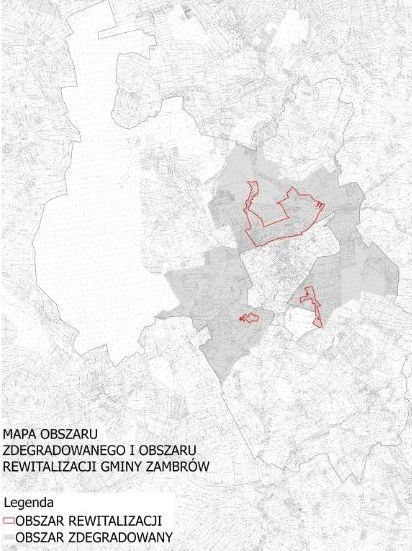 MAPA OBSZARU
ZDEGRADOWANEGO I OBSZARU
REWITALIZACJI GMINY ZAMBRÓW
Legenda
OBSZAR REWITALIZACJI
OBSZAR ZDEGRADOWANY